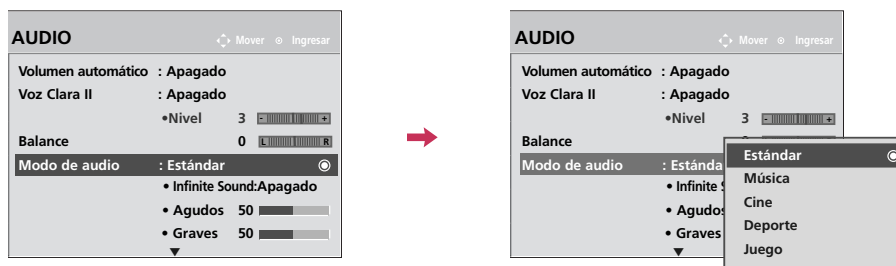 AUDIO
Mover Ingresar
Volumen automático : Apagado
Voz Clara II : Apagado
•Nivel 3 - +
Balance 0 L R
Modo de audio : Estándar
• Infinite Sound:Apagado
• Agudos 50
• Graves 50
AUDIO
Mover Ingresar
Volumen automático : Apagado
Voz Clara II : Apagado
•Nivel 3 - +
Balance
Modo de audio : Estánda
• Infinite
• Agudos
• Graves
Estándar
Música
Cine
Deporte
Juego